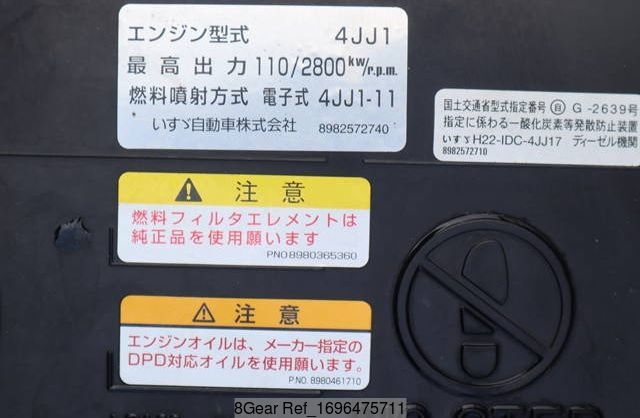 エンジン型式 4JJ1
最高出力 110/2800kw/r.p.m.
燃料噴射方式 電子式 4JJ1-11
いすゞ自動車株式会社 8982572740
国土交通省型式指定番号 自 G-2639号
指定に係わる一酸化炭素等発散防止装置
いすゞH22-IDC-4JJ17 ディーゼル機関
8982572710
注意
燃料フィルタエレメントは
純正品を使用願います
PNO.8980365360
注意
エンジンオイルは、メーカー指定の
DPD対応オイルを使用願います。
P.NO. 8980461710
8Gear Ref_1696475711